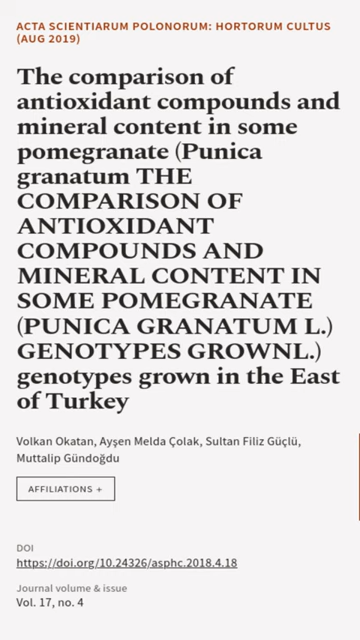 ACTA SCIENTIARUM POLONORUM: HORTORUM CULTUS
(AUG 2019)
The comparison of
antioxidant compounds and
mineral content in some
pomegranate (Punica
granatum THE
COMPARISON OF
ANTIOXIDANT
COMPOUNDS AND
MINERAL CONTENT IN
SOME POMEGRANATE
(PUNICA GRANATUM L.)
GENOTYPES GROWNL.)
genotypes grown in the East
of Turkey
Volkan Okatan, Ayşen Melda Çolak, Sultan Filiz Güçlü,
Muttalip Gündoğdu
AFFILIATIONS +
DOI
https://doi.org/10.24326/asphc.2018.4.18
Journal volume & issue
Vol. 17, no. 4